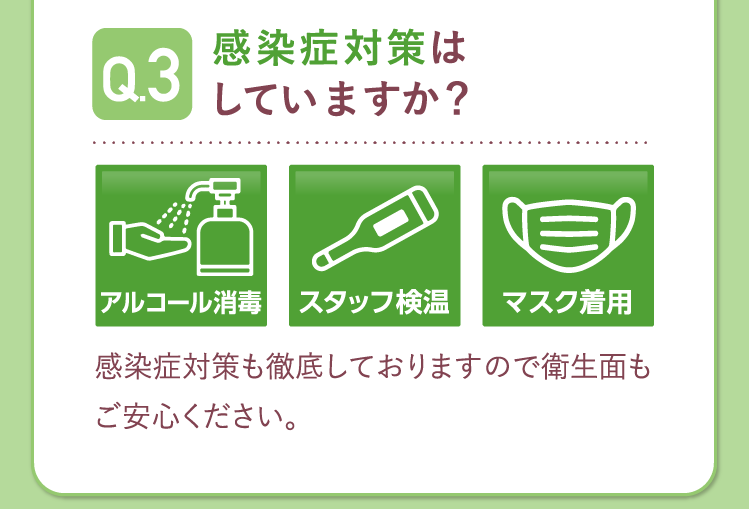 Q.3
感染症対策は
していますか？
アルコール消毒
スタッフ検温
マスク着用
感染症対策も徹底しておりますので衛生面も
ご安心ください。